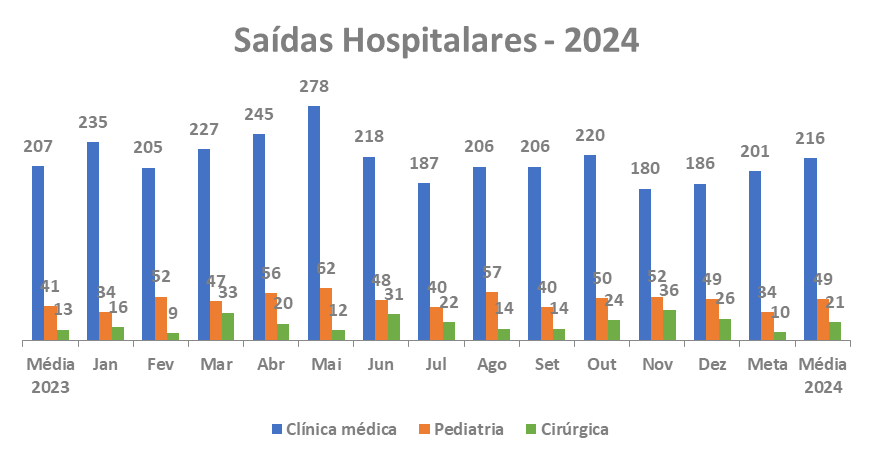 Saídas Hospitalares - 2024
207 41 13
235 34 16
205 52 9
227 47 33
245 56 20
278 62 12
218 48 31
187 40 22
206 57 14
206 40 14
220 50 24
180 52 36
186 49 26
201 34 10
216 49 21
Média 2023 Jan Fev Mar Abr Mai Jun Jul Ago Set Out Nov Dez Meta Média 2024
Clínica médica Pediatria Cirúrgica